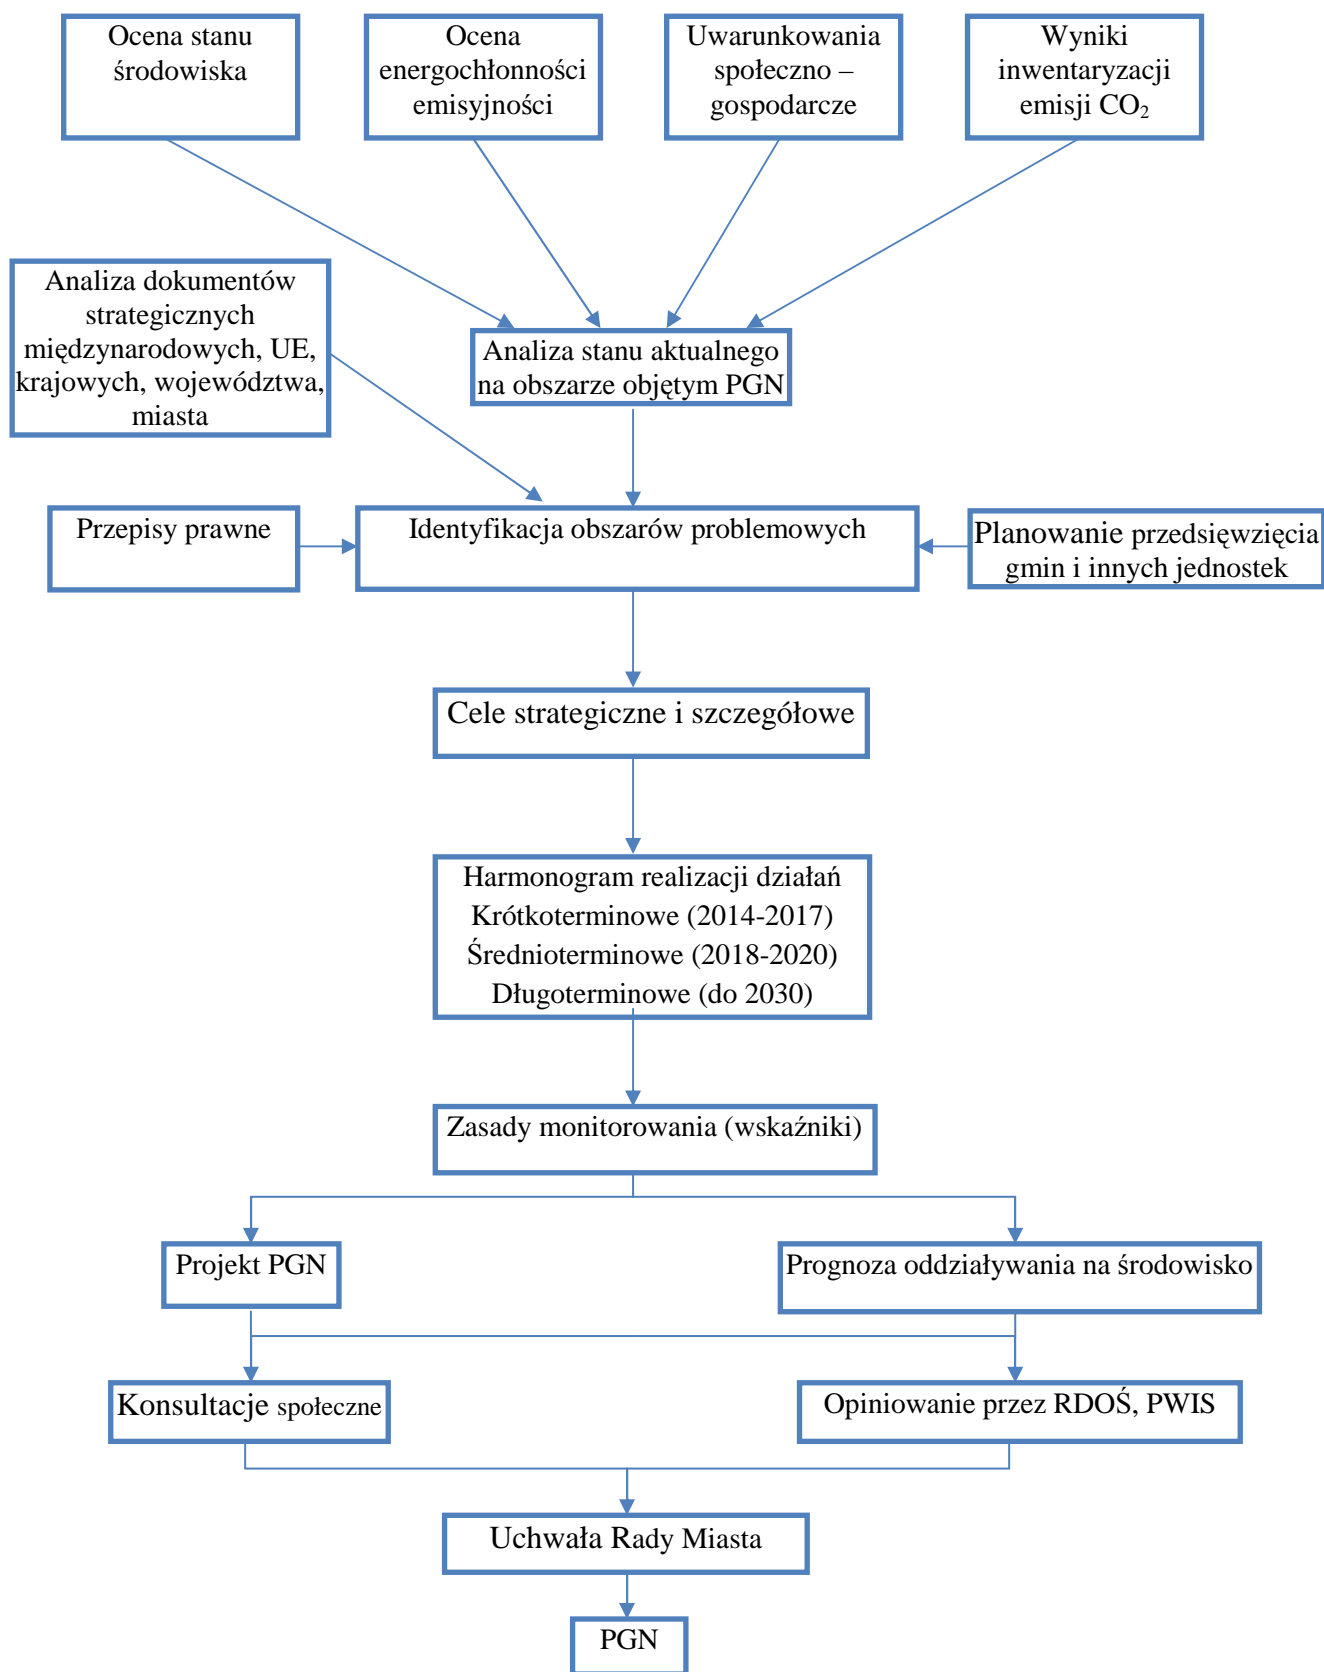 Ocena stanu
środowiska
Ocena
energochłonności
emisyjności
Uwarunkowania
społeczno –
gospodarcze
Wyniki
inwentaryzacji
emisji CO₂
Analiza dokumentów
strategicznych
międzynarodowych, UE,
krajowych, województwa,
miasta
Analiza stanu aktualnego
na obszarze objętym PGN
Przepisy prawne
Identyfikacja obszarów problemowych
Planowanie przedsięwzięcia
gmin i innych jednostek
Cele strategiczne i szczegółowe
Harmonogram realizacji działań
Krótkoterminowe (2014-2017)
Średnioterminowe (2018-2020)
Długoterminowe (do 2030)
Zasady monitorowania (wskaźniki)
Projekt PGN
Prognoza oddziaływania na środowisko
Konsultacje społeczne
Opiniowanie przez RDOŚ, PWIS
Uchwała Rady Miasta
PGN